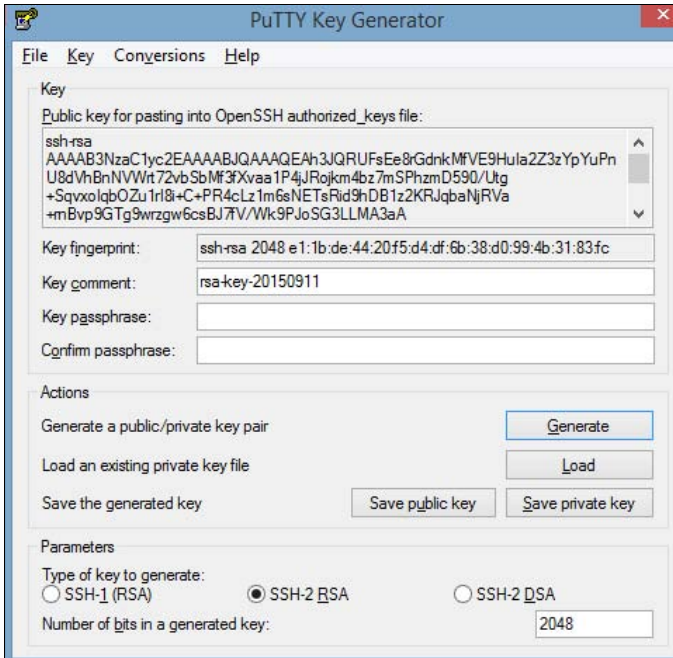 PuTTY Key Generator
File Key Conversions Help
Key
Public key for pasting into OpenSSH authorized_keys file:
ssh-rsa
AAAAB3NzaC1yc2EAAAABJQAAAQEAh3JQRUFsEe8rGdnkMfVE9Hula2Z3zYpYuPn
U8dVhBnNVWrt72vbSbMf3fXvaa1P4jJRojkm4bz7mSPhzmD590/Utg
+SqvxolqbOZu1rl8i+C+PR4cLz1m6sNETsRid9hDB1z2KRJqbaNjRVa
+mBvp9GTg9wrzgw6csBJ7fV/Wk9PJoSG3LLMA3aA
Key fingerprint: ssh-rsa 2048 e1:1b:de:44:20:f5:d4:df:6b:38:d0:99:4b:31:83:fc
Key comment: rsa-key-20150911
Key passphrase:
Confirm passphrase:
Actions
Generate a public/private key pair Generate
Load an existing private key file Load
Save the generated key Save public key Save private key
Parameters
Type of key to generate:
SSH-1 (RSA) SSH-2 RSA SSH-2 DSA
Number of bits in a generated key: 2048